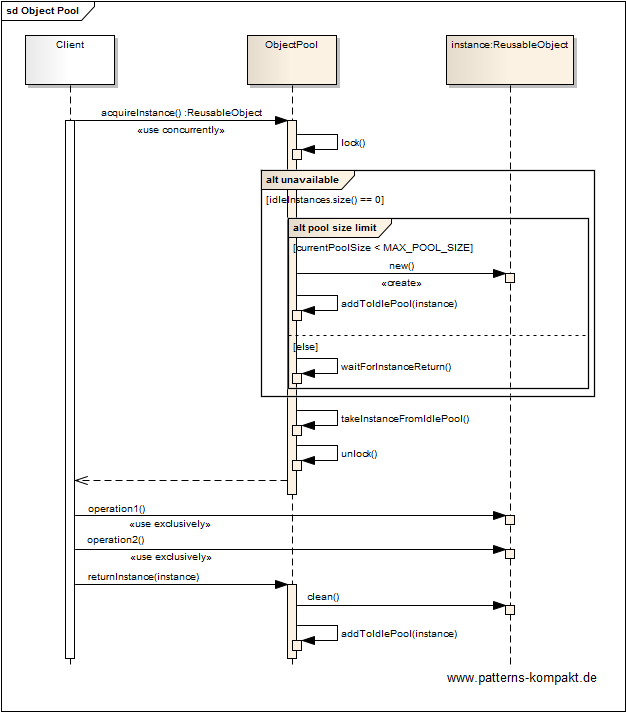 sd Object Pool
Client
ObjectPool
instance:ReusableObject
acquireInstance() :ReusableObject
«use concurrently»
lock()
alt unavailable
[idleInstances.size() == 0]
alt pool size limit
[currentPoolSize < MAX_POOL_SIZE]
new()
«create»
addToIdlePool(instance)
[else]
waitForInstanceReturn()
takeInstanceFromIdlePool()
unlock()
operation1()
«use exclusively»
operation2()
«use exclusively»
returnInstance(instance)
clean()
addToIdlePool(instance)
www.patterns-kompakt.de